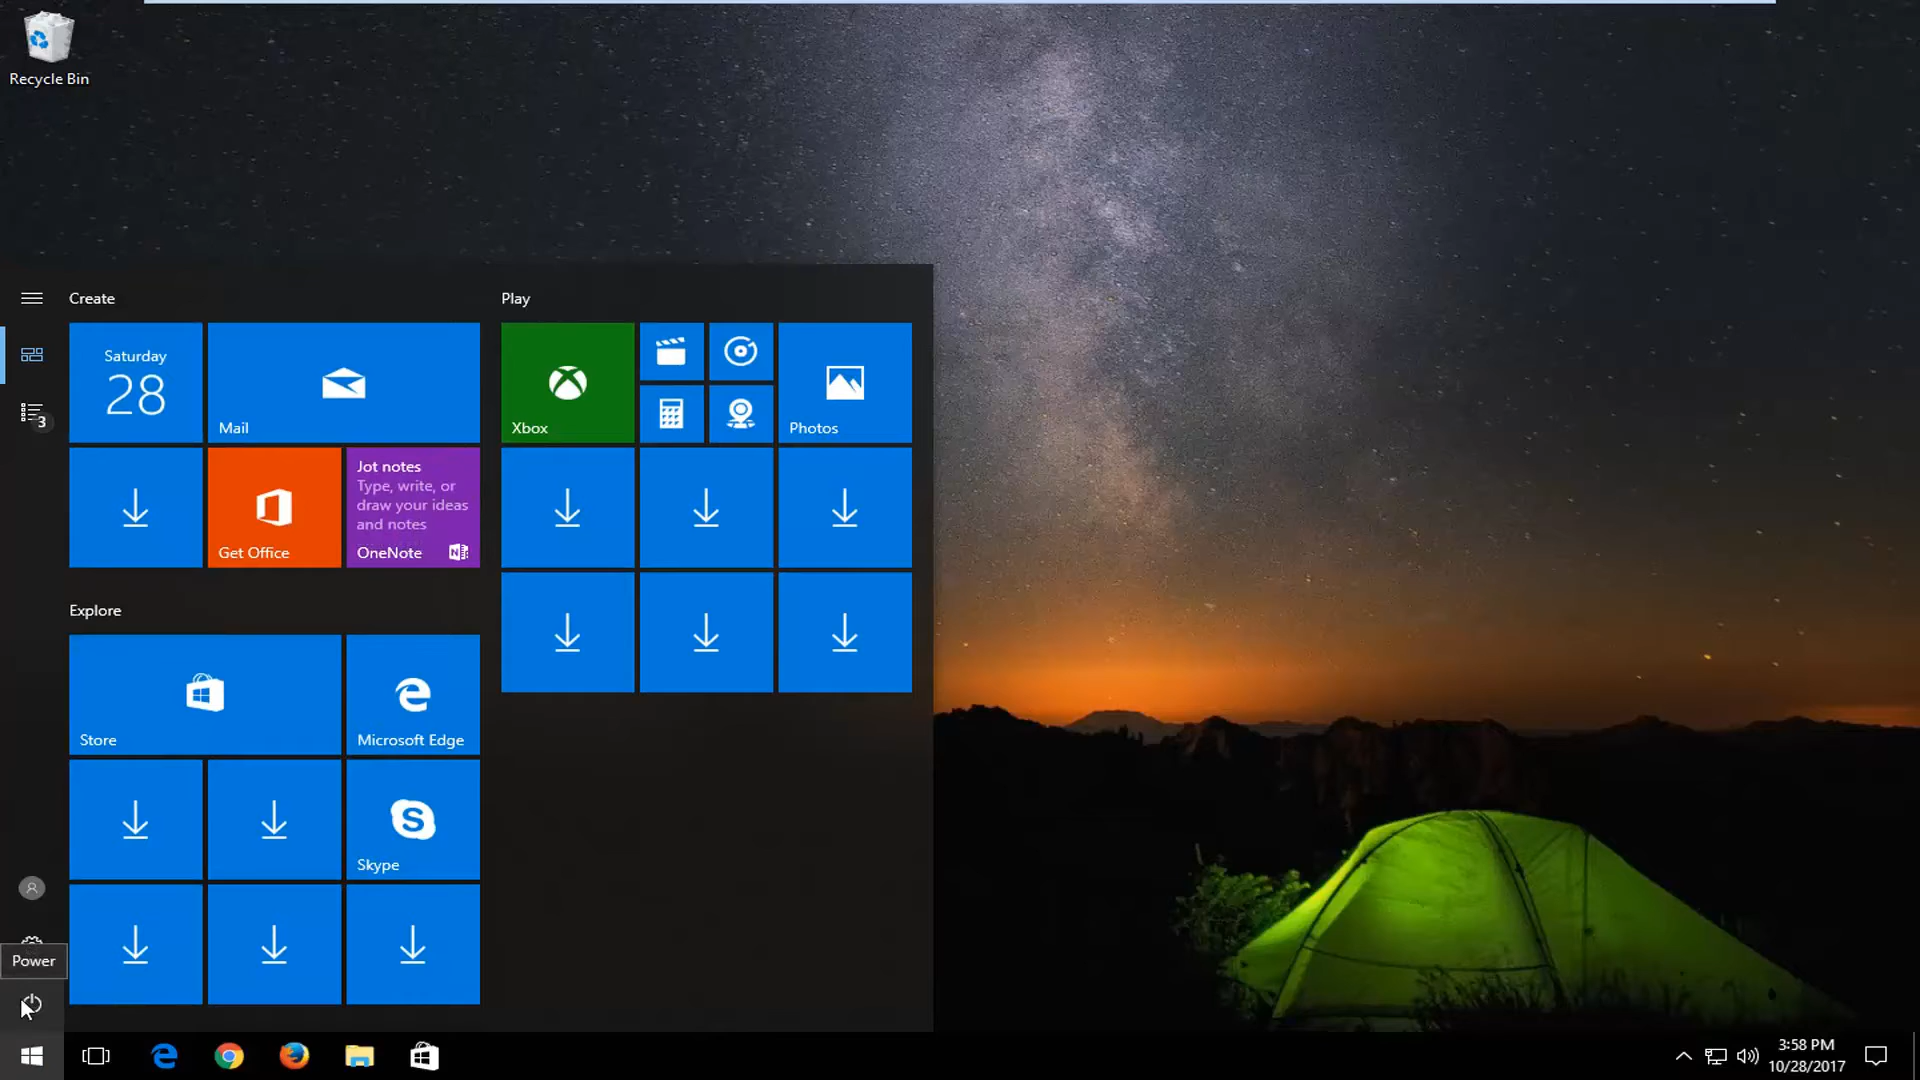 Recycle Bin
Create
Play
Saturday
28
Mail
Xbox
Photos
3
Jot notes
Type, write, or
draw your ideas
and notes
Get Office
OneNote
N
Explore
Store
Microsoft Edge
S
Skype
Power
3:58 PM
10/28/2017